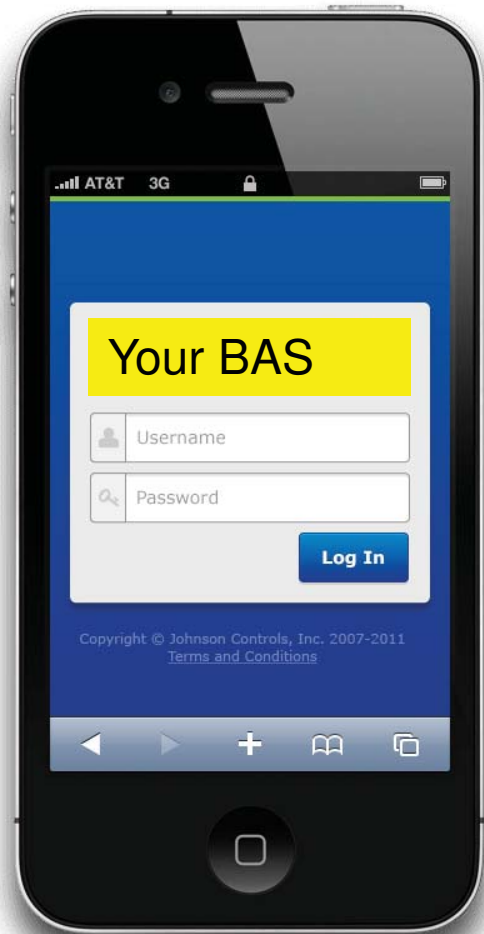 AT&T 3G
Your BAS
Username
Password
Log In
Copyright © Johnson Controls, Inc. 2007-2011
Terms and Conditions